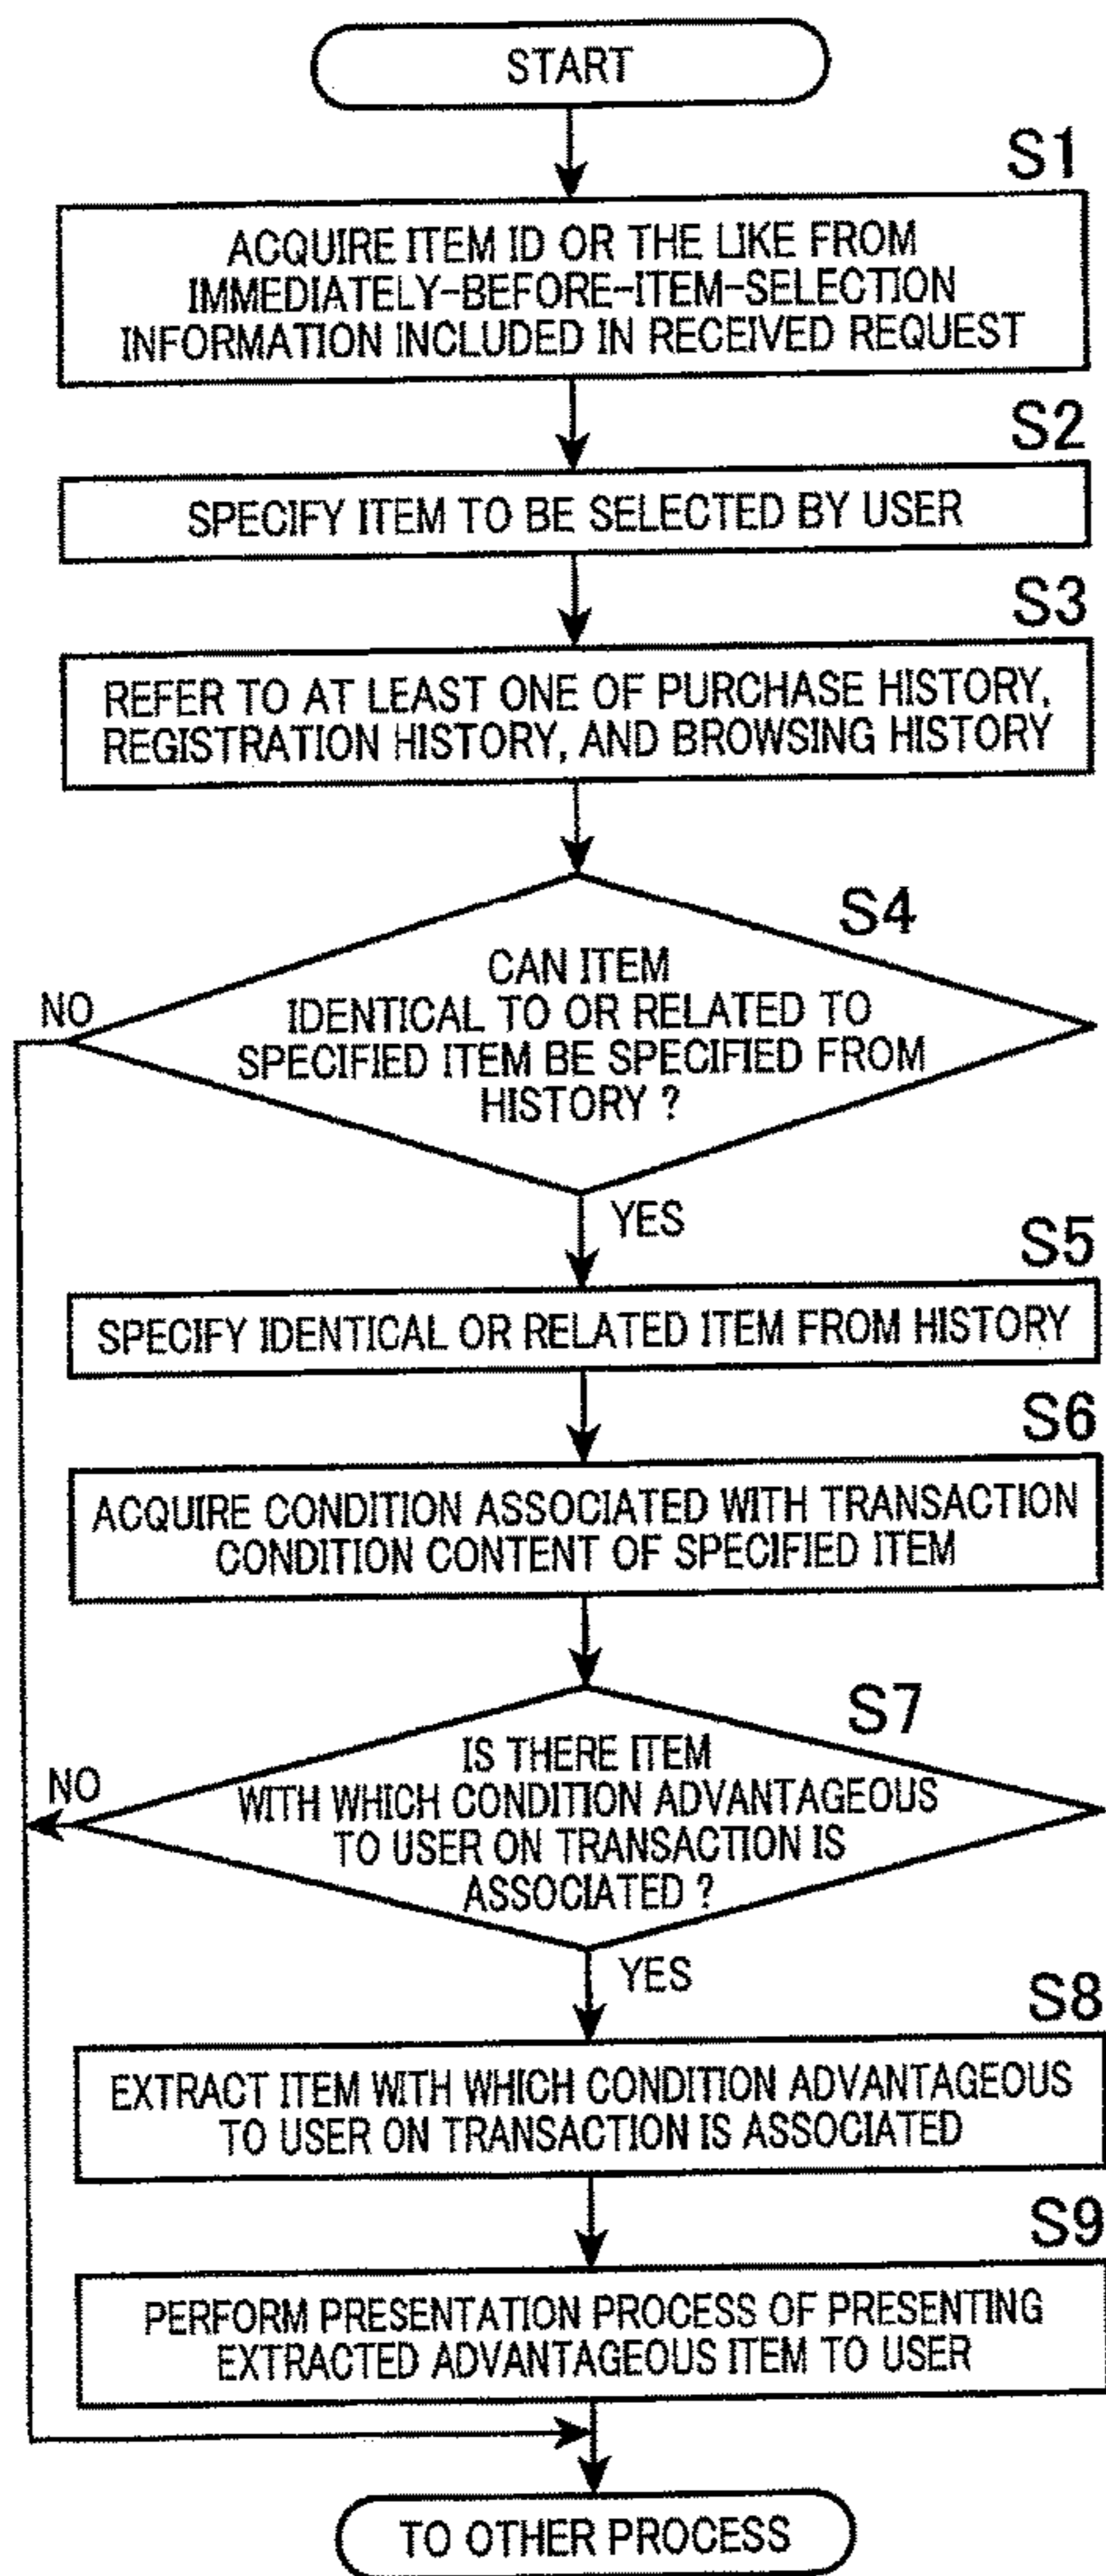 START
S1
ACQUIRE ITEM ID OR THE LIKE FROM
IMMEDIATELY-BEFORE-ITEM-SELECTION
INFORMATION INCLUDED IN RECEIVED REQUEST
S2
SPECIFY ITEM TO BE SELECTED BY USER
S3
REFER TO AT LEAST ONE OF PURCHASE HISTORY,
REGISTRATION HISTORY, AND BROWSING HISTORY
S4
CAN ITEM
IDENTICAL TO OR RELATED TO
SPECIFIED ITEM BE SPECIFIED FROM
HISTORY ?
NO
YES
S5
SPECIFY IDENTICAL OR RELATED ITEM FROM HISTORY
S6
ACQUIRE CONDITION ASSOCIATED WITH TRANSACTION
CONDITION CONTENT OF SPECIFIED ITEM
S7
IS THERE ITEM
WITH WHICH CONDITION ADVANTAGEOUS
TO USER ON TRANSACTION IS
ASSOCIATED ?
NO
YES
S8
EXTRACT ITEM WITH WHICH CONDITION ADVANTAGEOUS
TO USER ON TRANSACTION IS ASSOCIATED
S9
PERFORM PRESENTATION PROCESS OF PRESENTING
EXTRACTED ADVANTAGEOUS ITEM TO USER
TO OTHER PROCESS